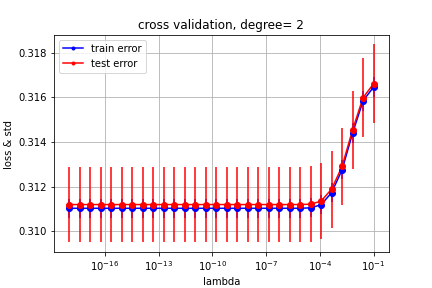 cross validation, degree= 2
train error
test error
loss & std
0.318
0.316
0.314
0.312
0.310
10⁻¹⁶ 10⁻¹³ 10⁻¹⁰ 10⁻⁷ 10⁻⁴ 10⁻¹
lambda